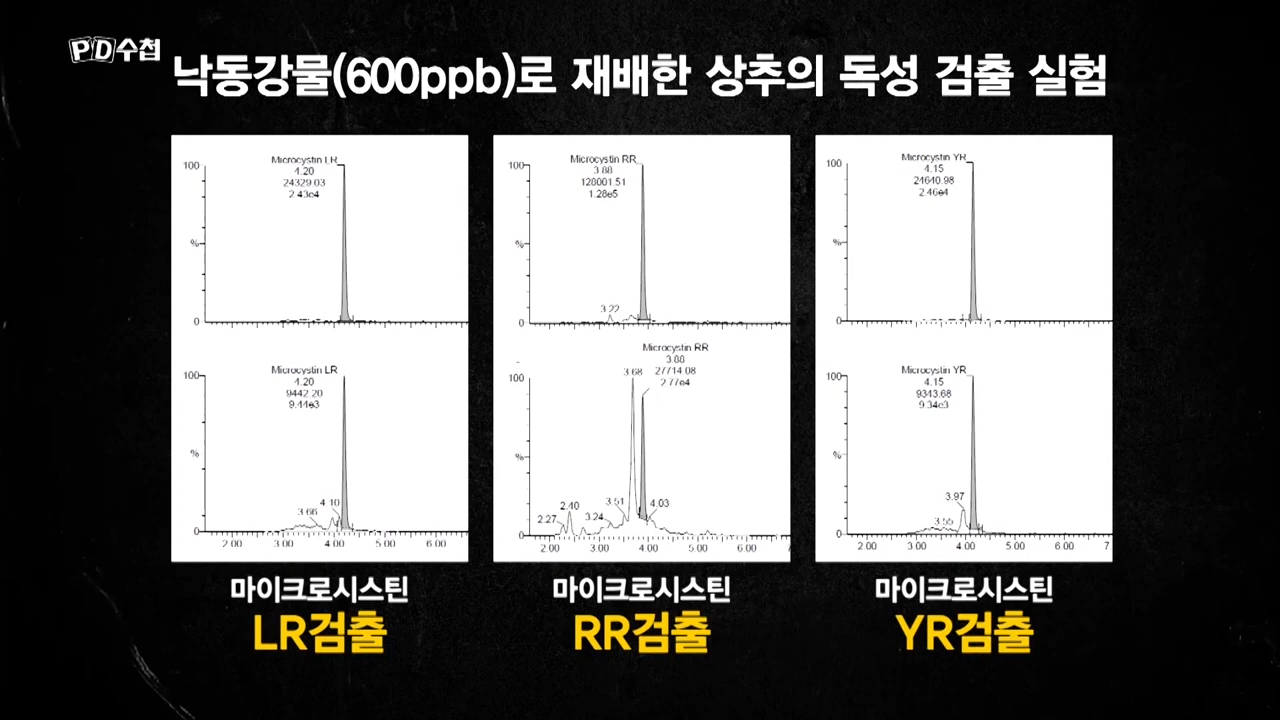 PD수첩
낙동강물(600ppb)로 재배한 상추의 독성 검출 실험
Microcystin LR
4.20
24329.03
2.43e4
100
%
0
Microcystin RR
3.88
128001.51
1.28e5
100
%
3.22
0
Microcystin YR
4.15
24640.98
2.46e4
100
%
0
Microcystin LR
4.20
9442.20
9.44e3
100
%
4.10
3.66
0
2.00 3.00 4.00 5.00 6.00
Microcystin RR
3.88
27714.08
2.77e4
3.68
100
%
2.27 2.40 3.24 3.51 4.03
0
2.00 3.00 4.00 5.00 6.00 7
Microcystin YR
4.15
9343.68
9.34e3
100
%
3.97
3.55
0
2.00 3.00 4.00 5.00 6.00 7.
마이크로시스틴
LR검출
마이크로시스틴
RR검출
마이크로시스틴
YR검출